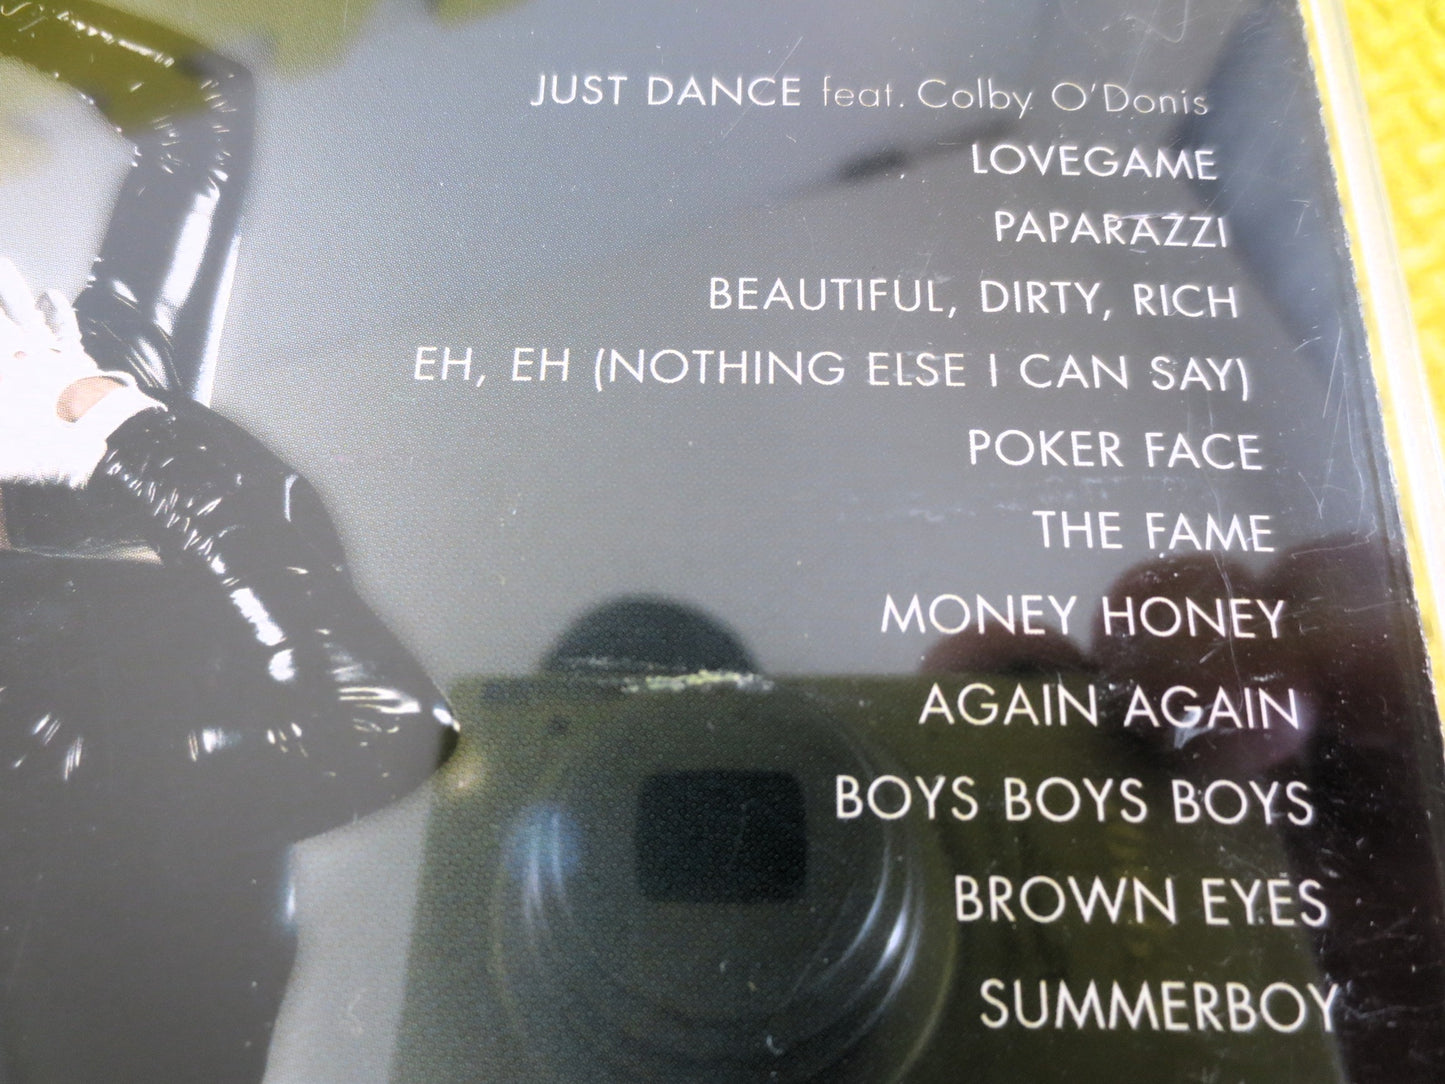 JUST DANCE feat. Colby O'Donis
LOVEGAME
PAPARAZZI
BEAUTIFUL, DIRTY, RICH
EH, EH (NOTHING ELSE I CAN SAY)
POKER FACE
THE FAME
MONEY HONEY
AGAIN AGAIN
BOYS BOYS BOYS
BROWN EYES
SUMMERBOY